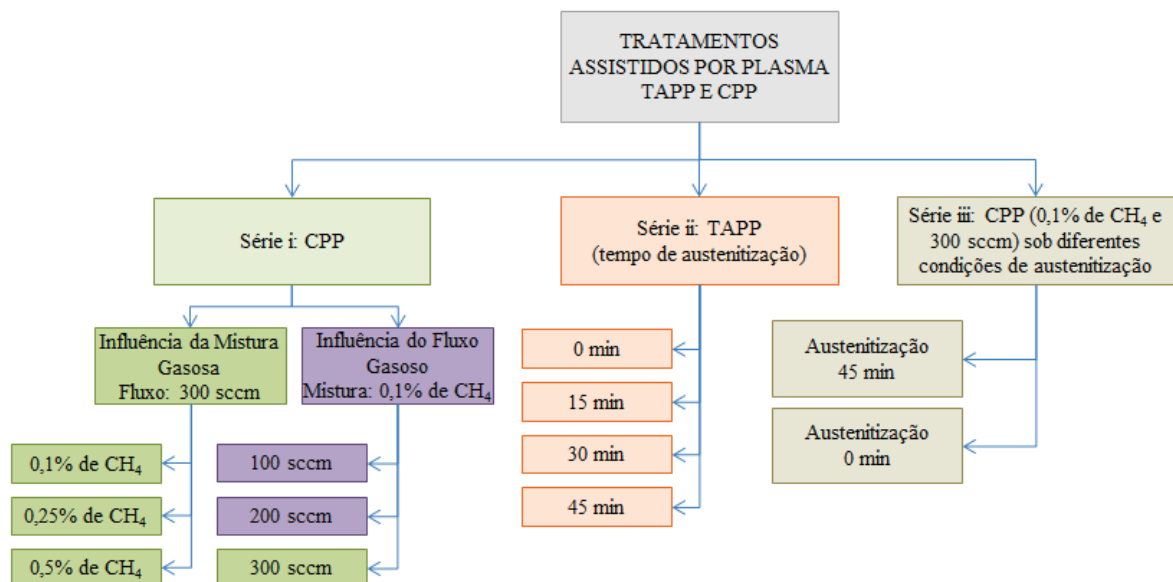 TRATAMENTOS
ASSISTIDOS POR PLASMA
TAPP E CPP
Série i: CPP
Série ii: TAPP
(tempo de austenitização)
Série iii: CPP (0,1% de CH₄ e
300 sccm) sob diferentes
condições de austenitização
Influência da Mistura
Gasosa
Fluxo: 300 sccm
Influência do Fluxo
Gasoso
Mistura: 0,1% de CH₄
0,1% de CH₄
0,25% de CH₄
0,5% de CH₄
100 sccm
200 sccm
300 sccm
0 min
15 min
30 min
45 min
Austenitização
45 min
Austenitização
0 min